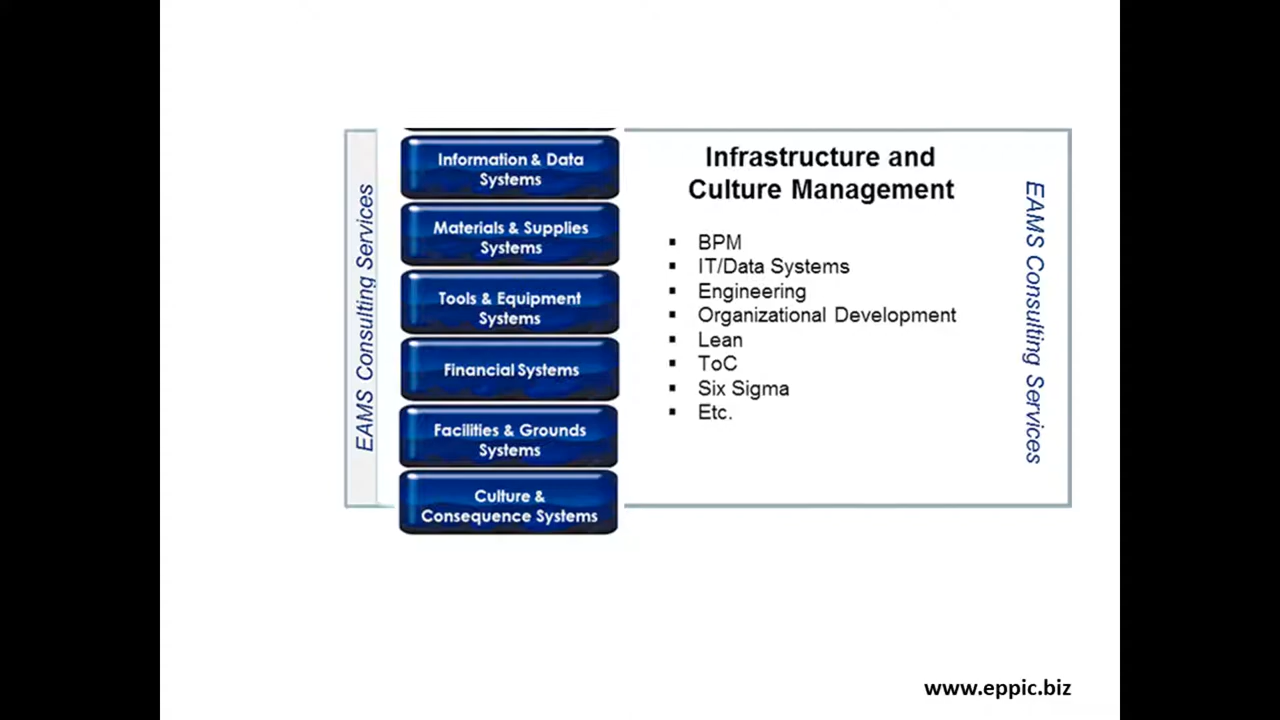 EAMS Consulting Services
Information & Data
Systems
Materials & Supplies
Systems
Tools & Equipment
Systems
Financial Systems
Facilities & Grounds
Systems
Culture &
Consequence Systems
Infrastructure and
Culture Management
▪ BPM
▪ IT/Data Systems
▪ Engineering
▪ Organizational Development
▪ Lean
▪ ToC
▪ Six Sigma
▪ Etc.
EAMS Consulting Services
www.eppic.biz